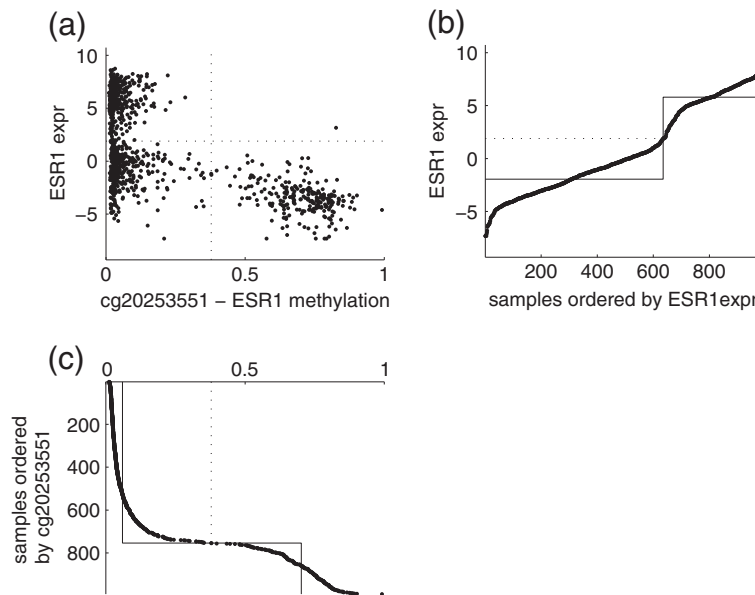 (a)
10
5
0
−5
ESR1 expr
0
0.5
1
cg20253551 − ESR1 methylation
(b)
10
5
0
−5
ESR1 expr
200
400
600
800
samples ordered by ESR1expr
(c)
0
0.5
1
200
400
600
800
samples ordered
by cg20253551